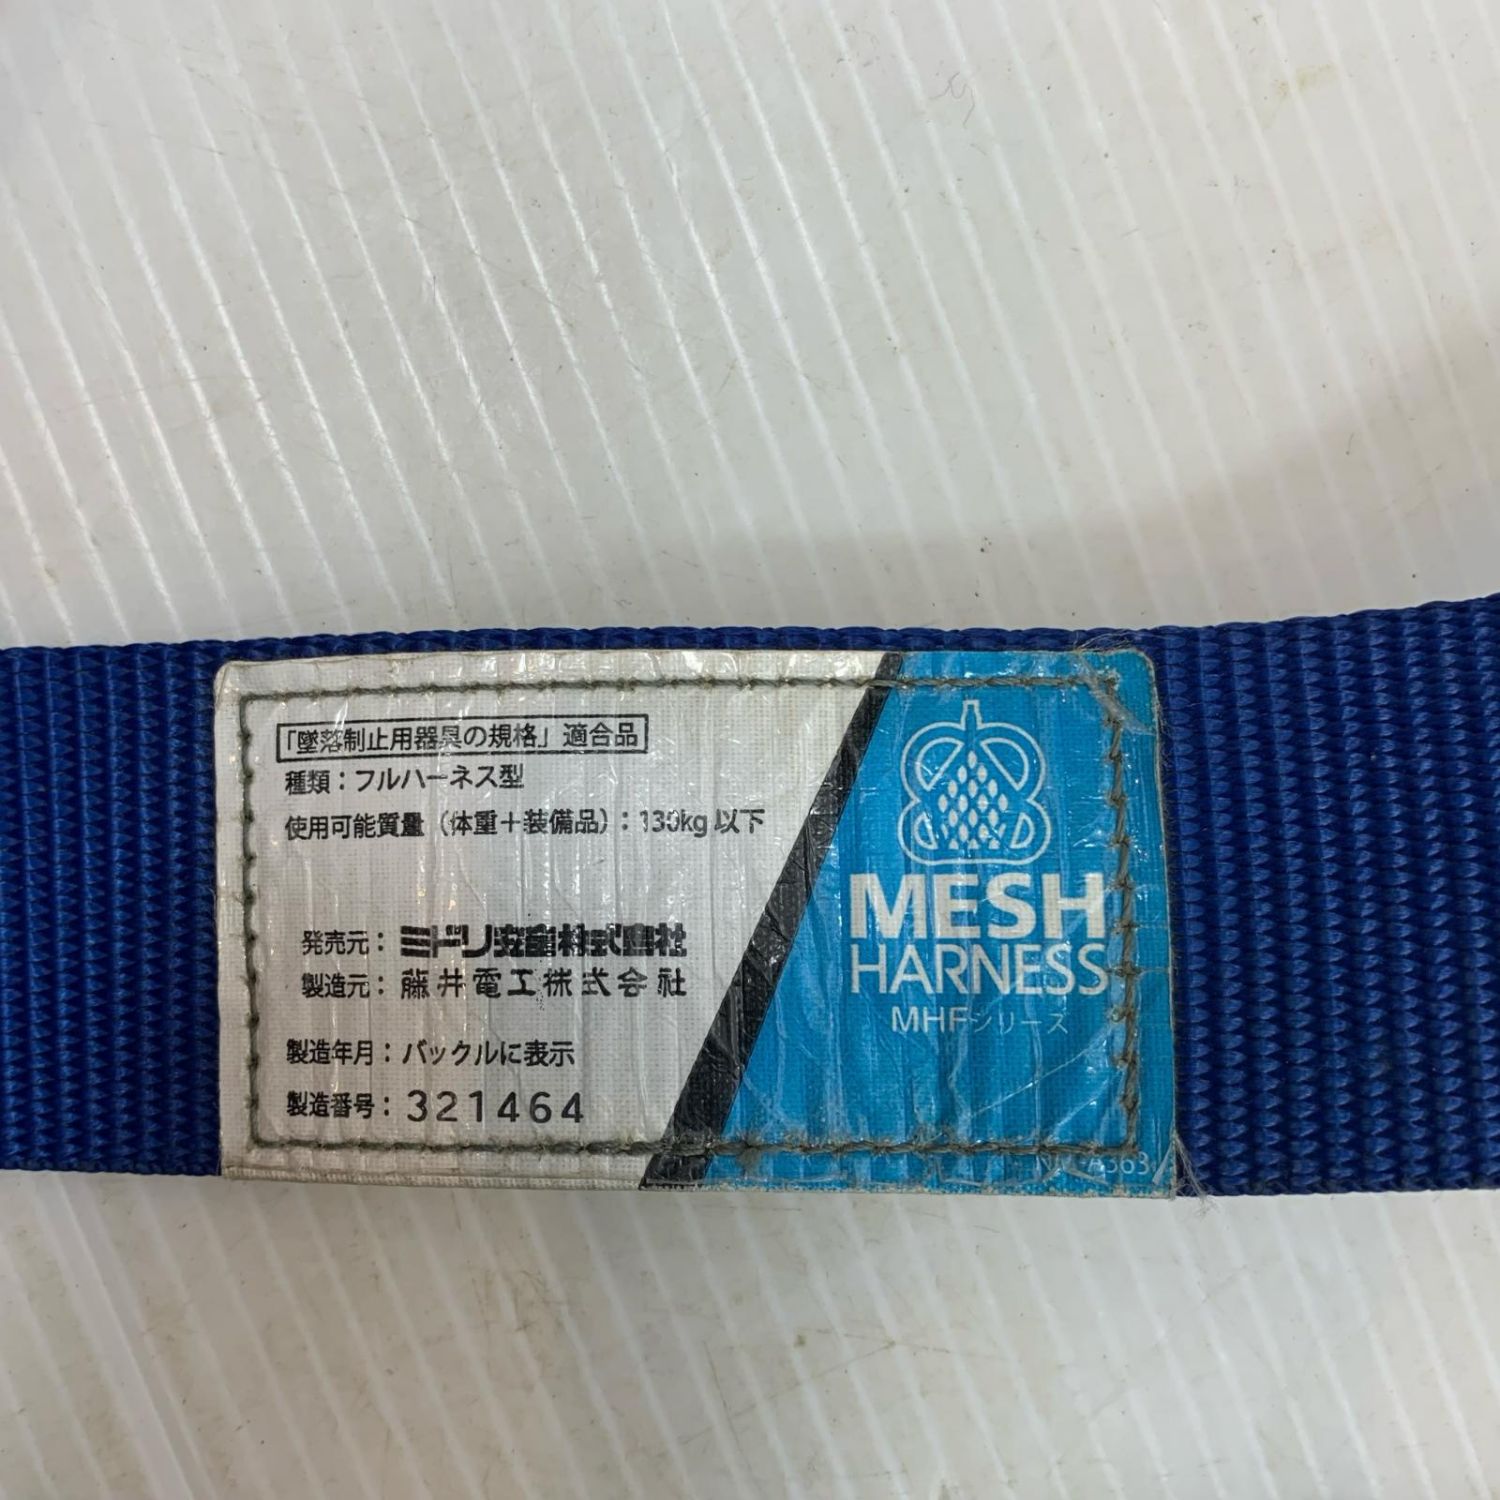 「墜落制止用器具の規格」適合品
種類：フルハーネス型
使用可能質量（体重＋装備品）：130kg 以下
発売元：ミドリ安全株式会社
製造元：藤井電工株式会社
製造年月：バックルに表示
製造番号：321464
MESH
HARNESS
MHFシリーズ